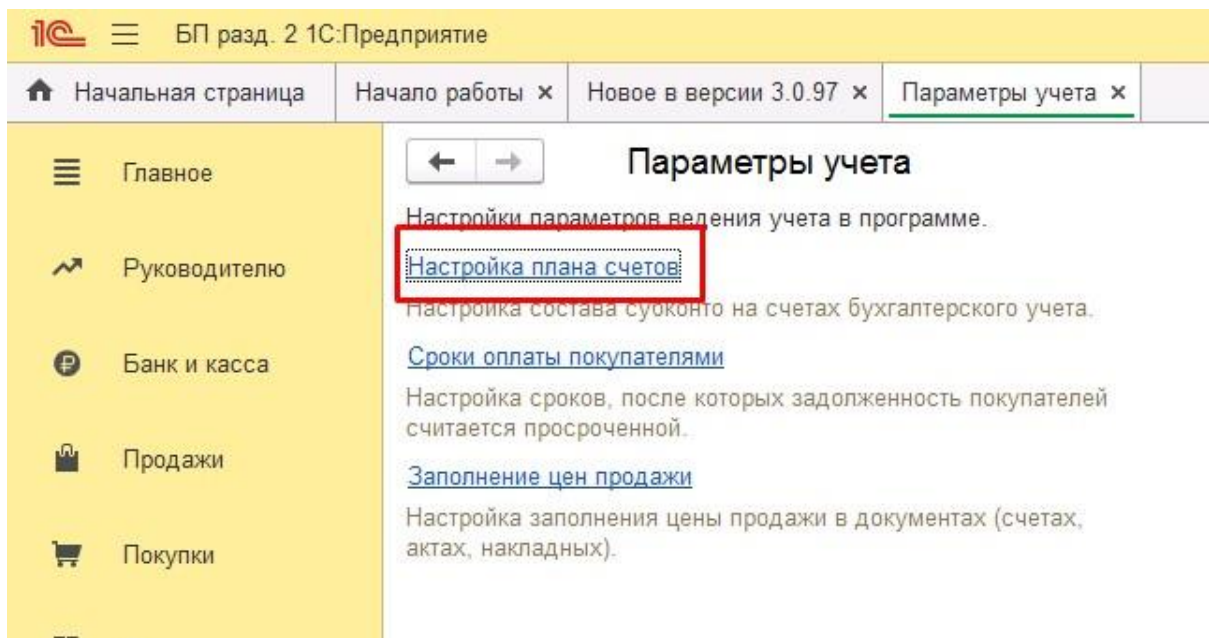 1С БП разд. 2 1С:Предприятие
Начальная страница Начало работы × Новое в версии 3.0.97 × Параметры учета ×
Главное
Руководителю
Банк и касса
Продажи
Покупки
Параметры учета
Настройки параметров ведения учета в программе.
Настройка плана счетов
Настройка состава субконто на счетах бухгалтерского учета.
Сроки оплаты покупателями
Настройка сроков, после которых задолженность покупателей
считается просроченной.
Заполнение цен продажи
Настройка заполнения цены продажи в документах (счетах,
актах, накладных).